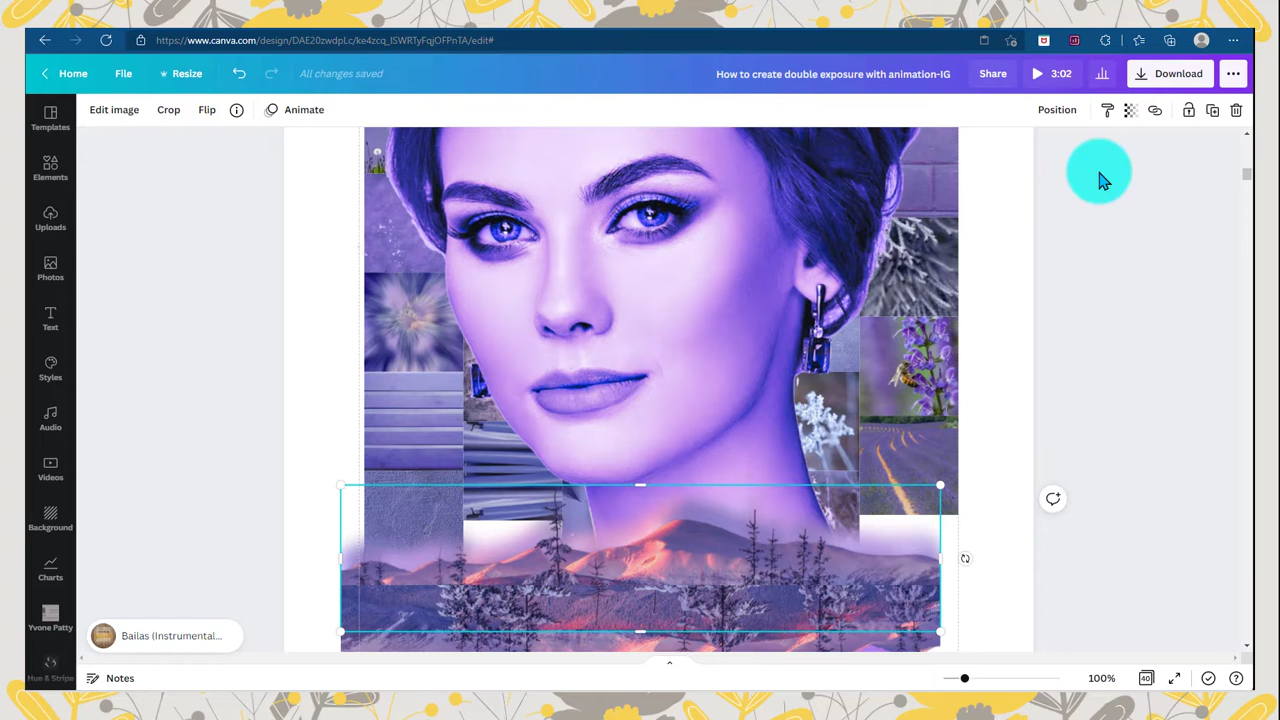 https://www.canva.com/design/DAE20zwdpLc/ke4zcq_ISWRTyFqjOFPnTA/edit#
Home File Resize All changes saved How to create double exposure with animation-IG Share 3:02 Download
Edit image Crop Flip Animate Position
Templates
Elements
Uploads
Photos
Text
Styles
Audio
Videos
Background
Charts
Yvone Patty
Hue & Stripe
Bailas (Instrumental...
Notes 100% 40